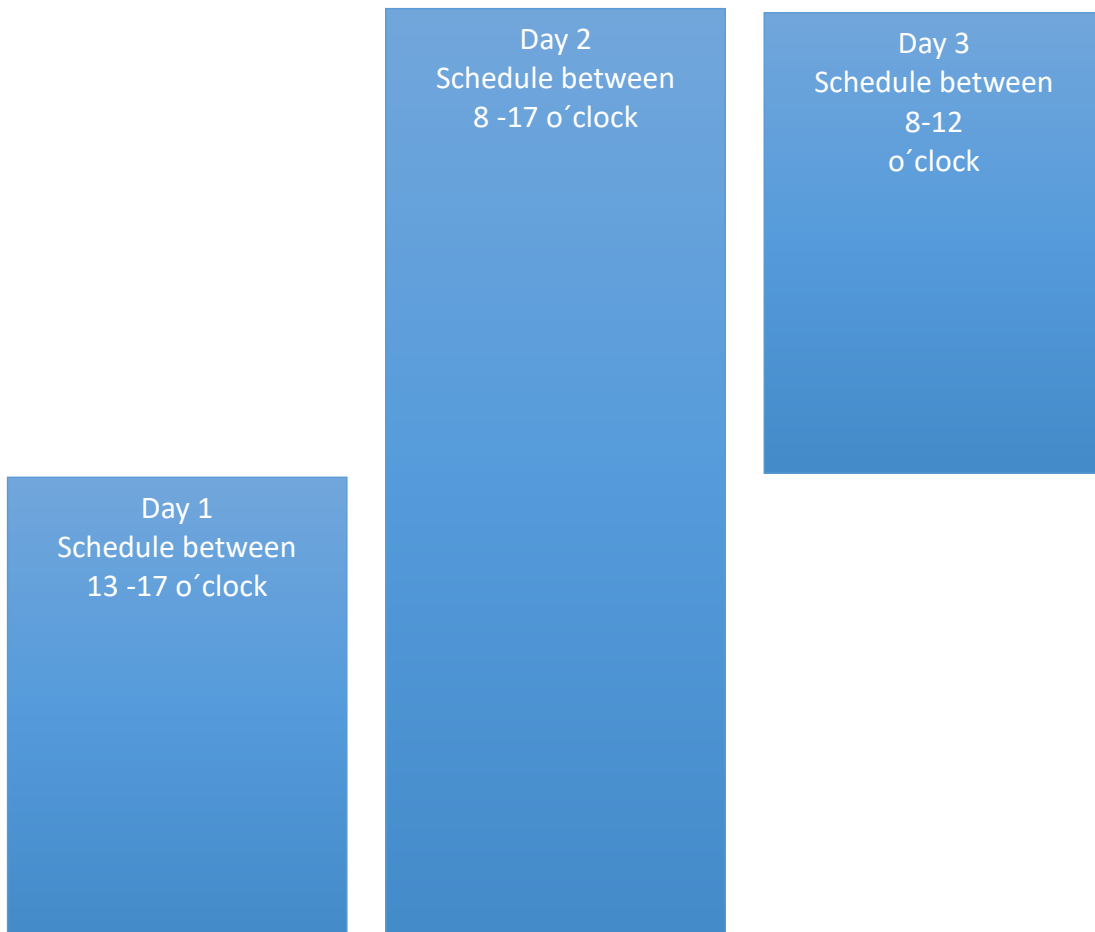 Day 1
Schedule between
13 -17 o´clock
Day 2
Schedule between
8 -17 o´clock
Day 3
Schedule between
8-12
o´clock